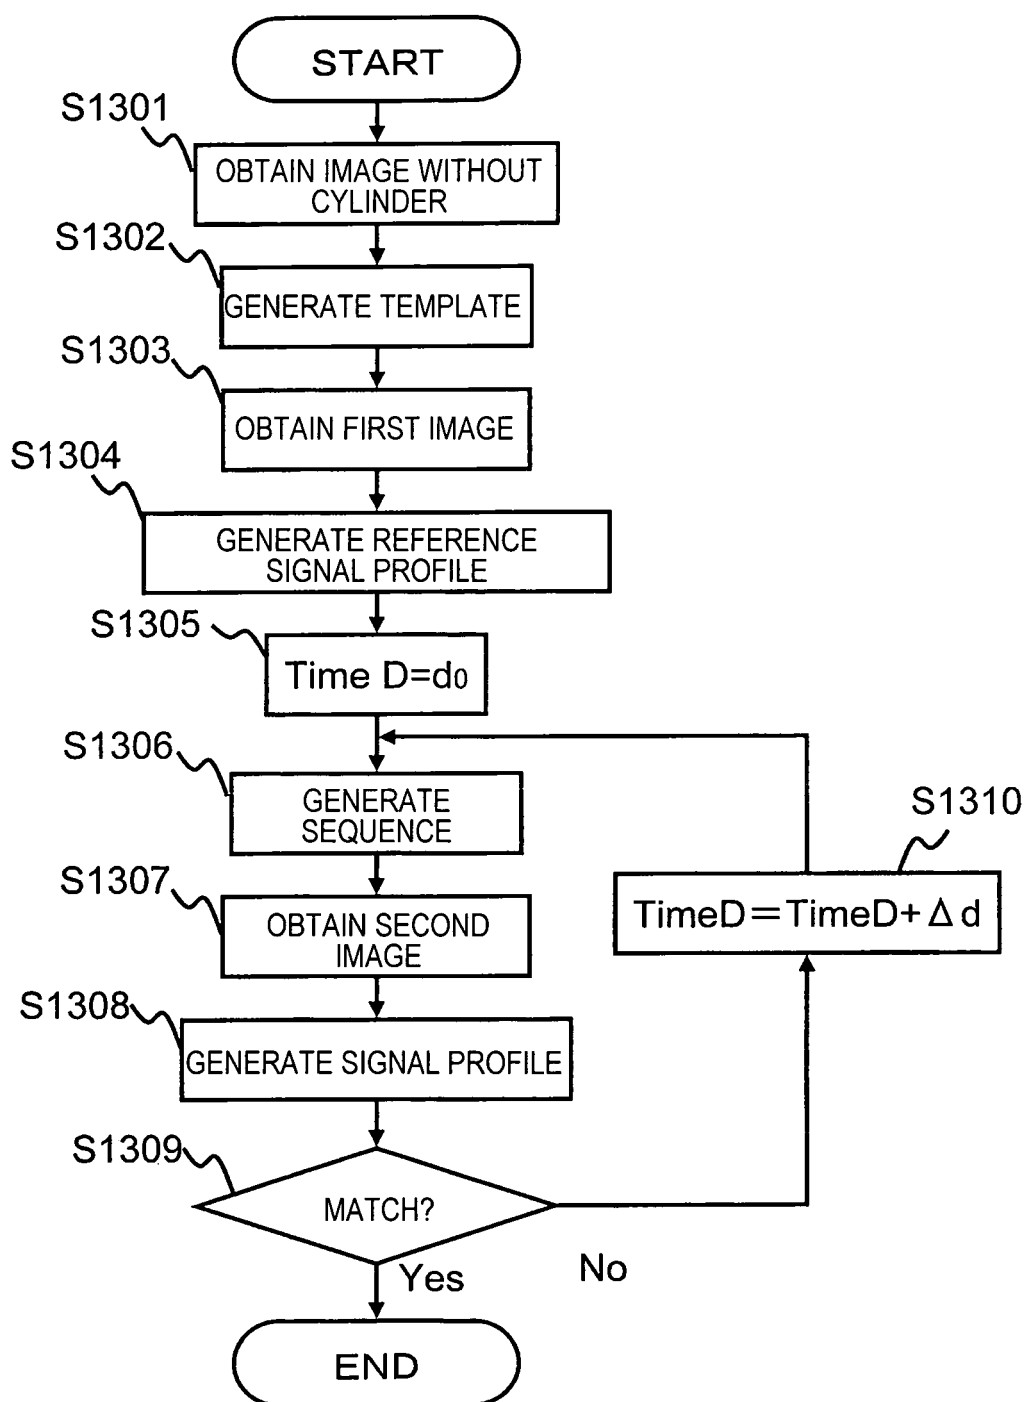 START
S1301
OBTAIN IMAGE WITHOUT
CYLINDER
S1302
GENERATE TEMPLATE
S1303
OBTAIN FIRST IMAGE
S1304
GENERATE REFERENCE
SIGNAL PROFILE
S1305
Time D=d0
S1306
GENERATE
SEQUENCE
S1310
TimeD=TimeD+Δd
S1307
OBTAIN SECOND
IMAGE
S1308
GENERATE SIGNAL PROFILE
S1309
MATCH?
No
Yes
END